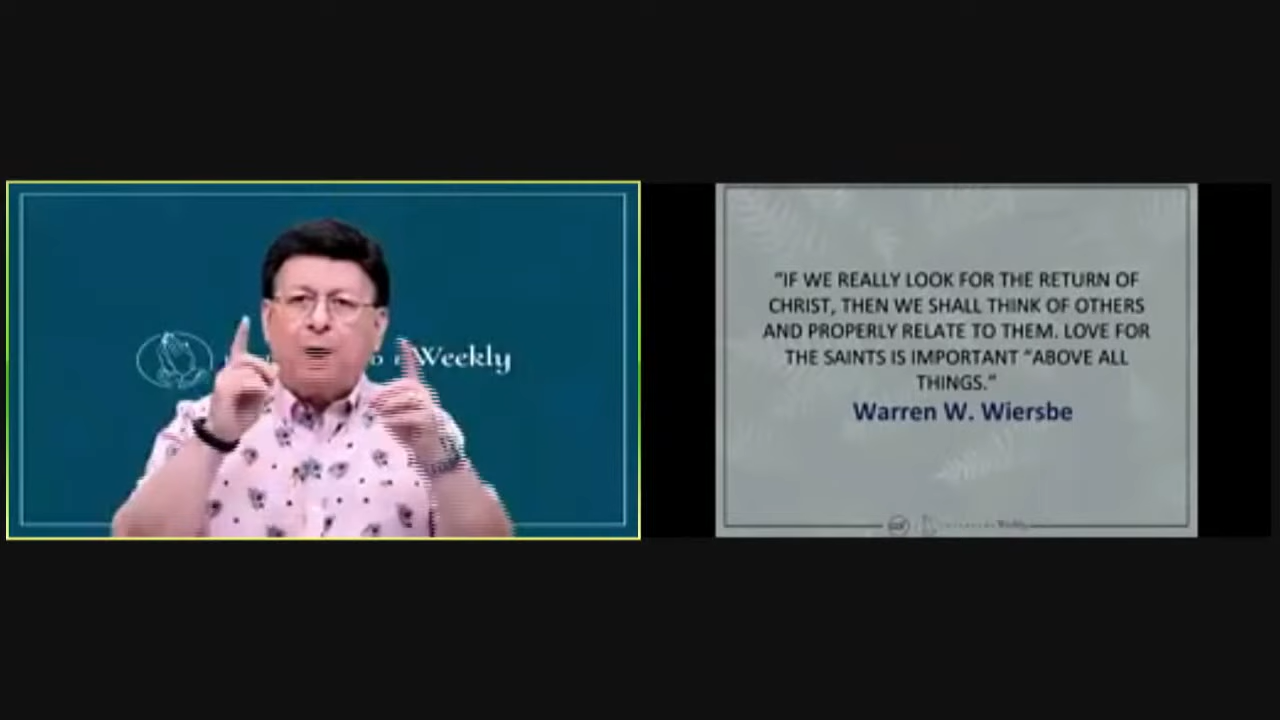 Weekly
“IF WE REALLY LOOK FOR THE RETURN OF
CHRIST, THEN WE SHALL THINK OF OTHERS
AND PROPERLY RELATE TO THEM. LOVE FOR
THE SAINTS IS IMPORTANT “ABOVE ALL
THINGS.”
Warren W. Wiersbe
Weekly